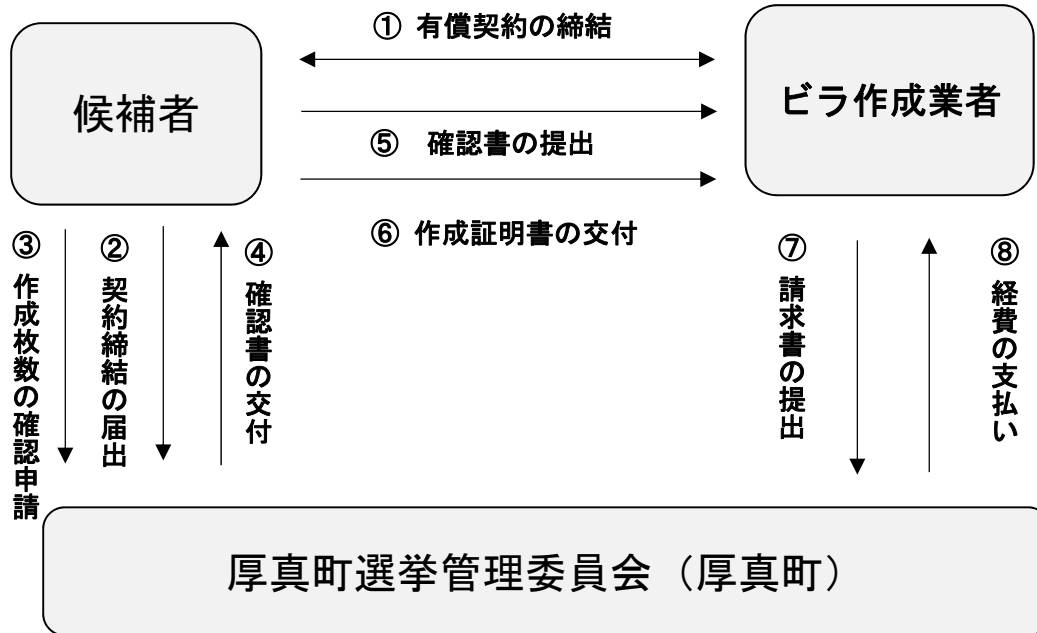 ① 有償契約の締結
候補者
ビラ作成業者
⑤ 確認書の提出
⑥ 作成証明書の交付
③ 作成枚数の確認申請
② 契約締結の届出
④ 確認書の交付
⑦ 請求書の提出
⑧ 経費の支払い
厚真町選挙管理委員会（厚真町）